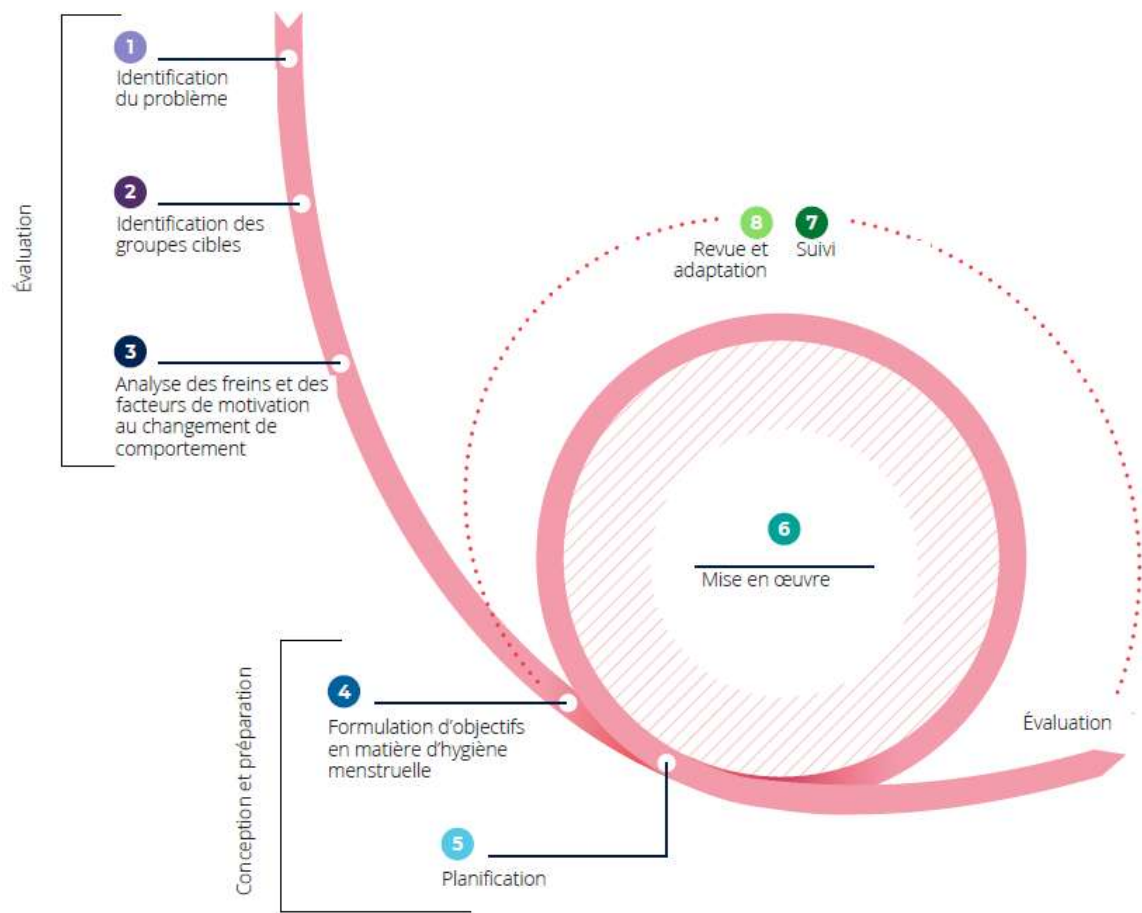 Évaluation
1
Identification
du problème
2
Identification des
groupes cibles
3
Analyse des freins et des
facteurs de motivation
au changement de
comportement
8
Revue et
adaptation
7
Suivi
6
Mise en œuvre
Conception et préparation
4
Formulation d’objectifs
en matière d’hygiène
menstruelle
5
Planification
Évaluation